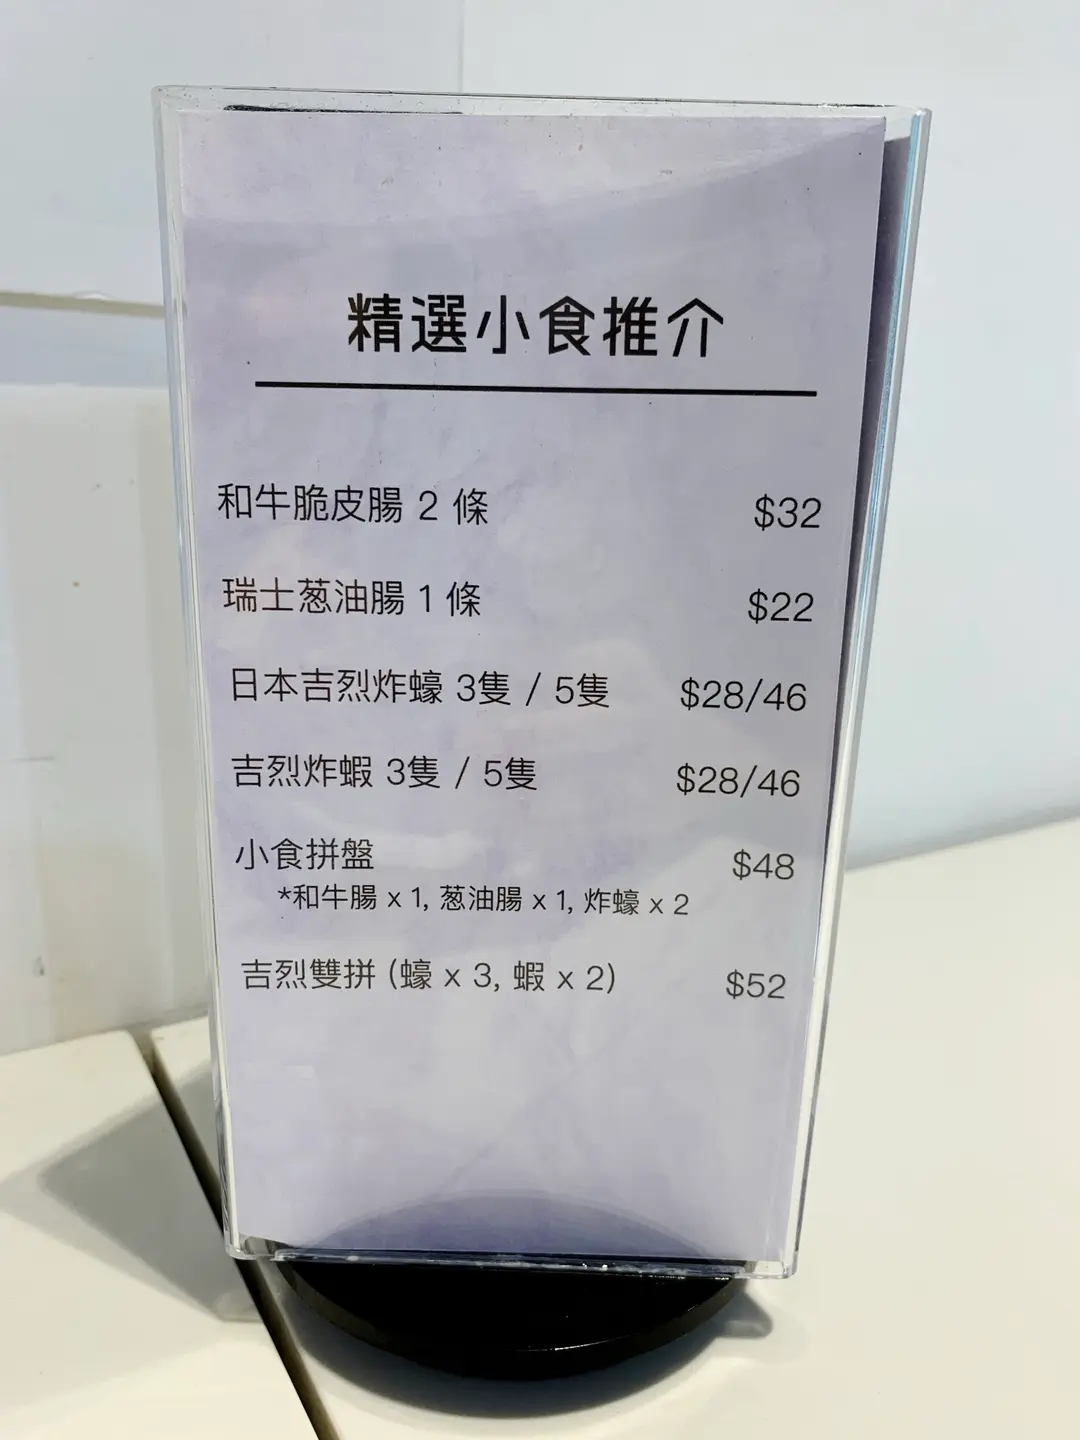 精選小食推介
和牛脆皮腸 2 條 $32
瑞士葱油腸 1 條 $22
日本吉烈炸蠔 3隻 / 5隻 $28/46
吉烈炸蝦 3隻 / 5隻 $28/46
小食拼盤 $48
*和牛腸 x 1, 葱油腸 x 1, 炸蠔 x 2
吉烈雙拼 (蠔 x 3, 蝦 x 2) $52